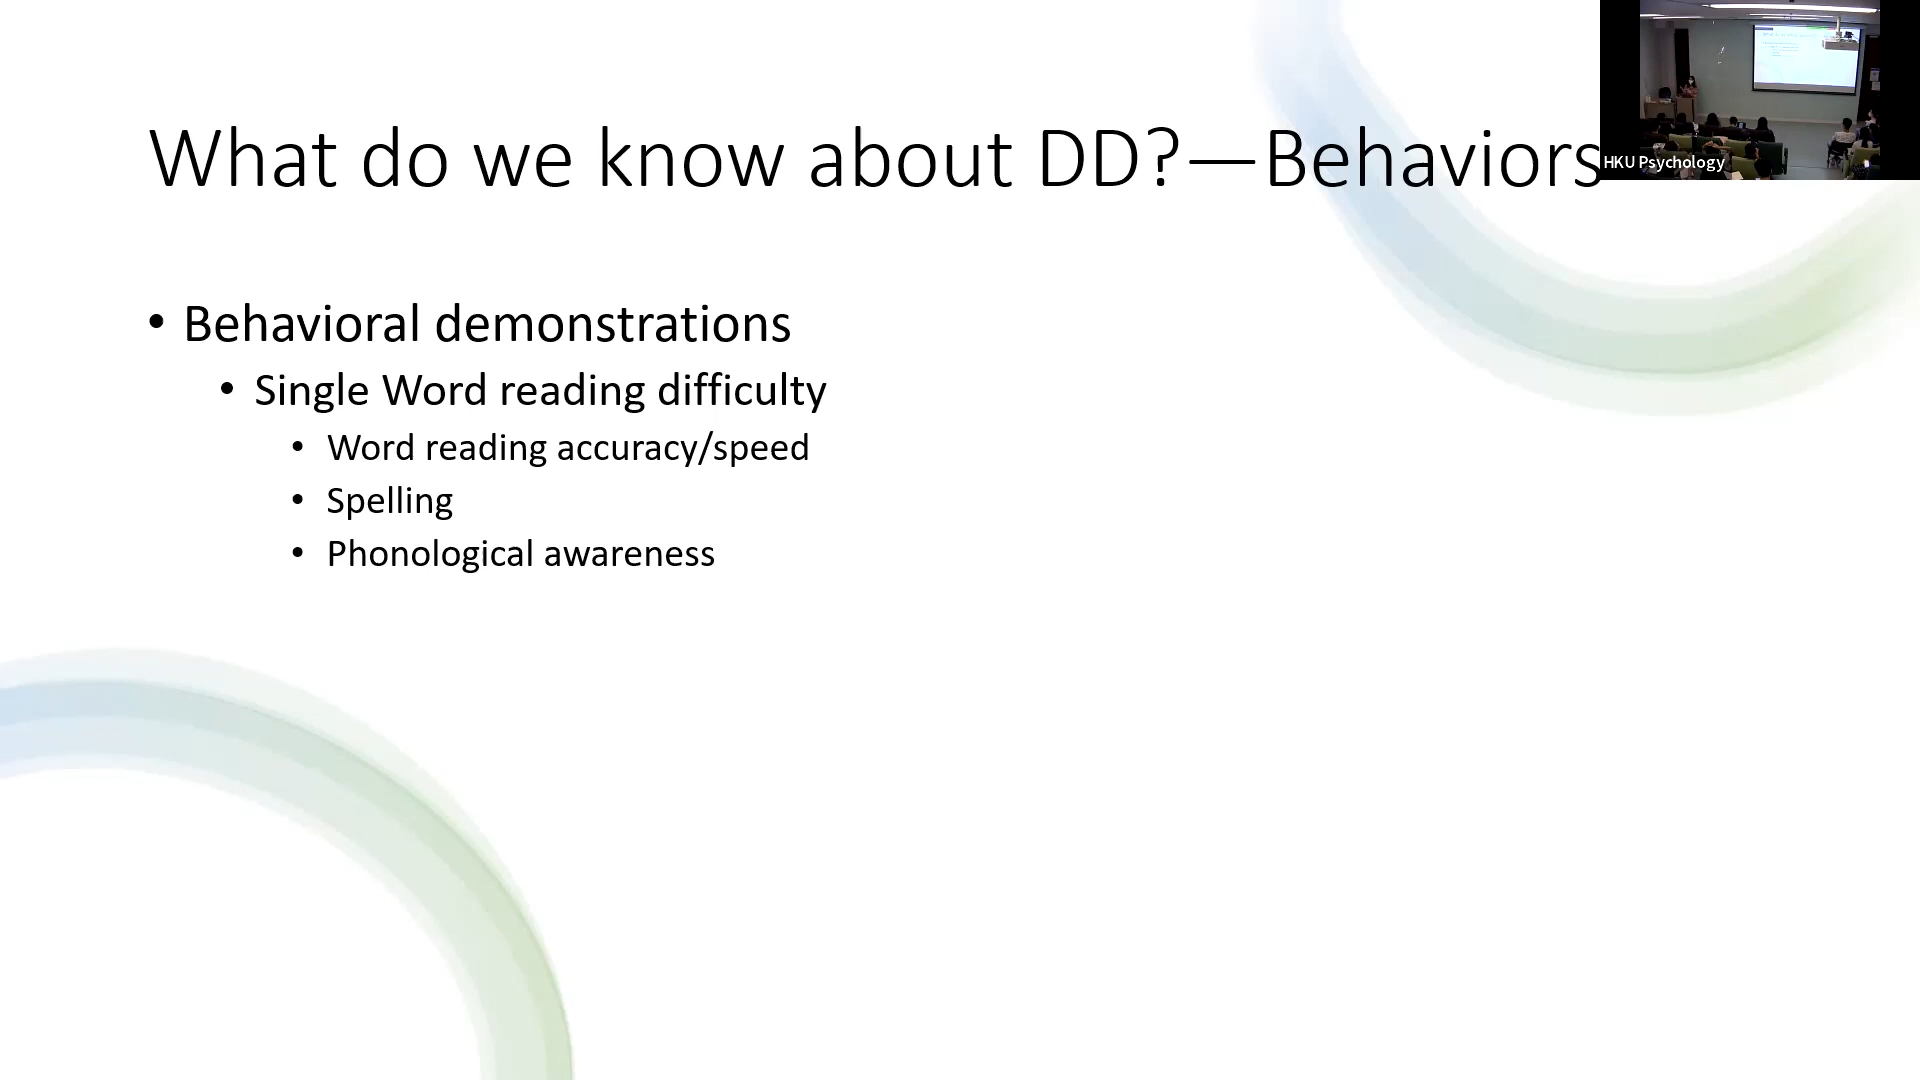 What do we know about DD?—Behaviors
HKU Psychology
• Behavioral demonstrations
• Single Word reading difficulty
• Word reading accuracy/speed
• Spelling
• Phonological awareness